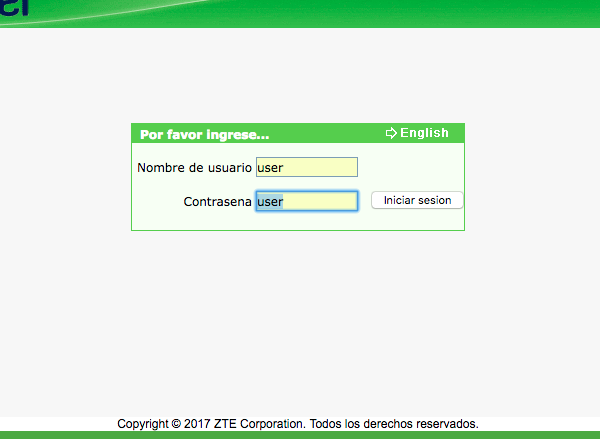 Por favor ingrese...
English
Nombre de usuario user
Contrasena user
Iniciar sesion
Copyright © 2017 ZTE Corporation. Todos los derechos reservados.